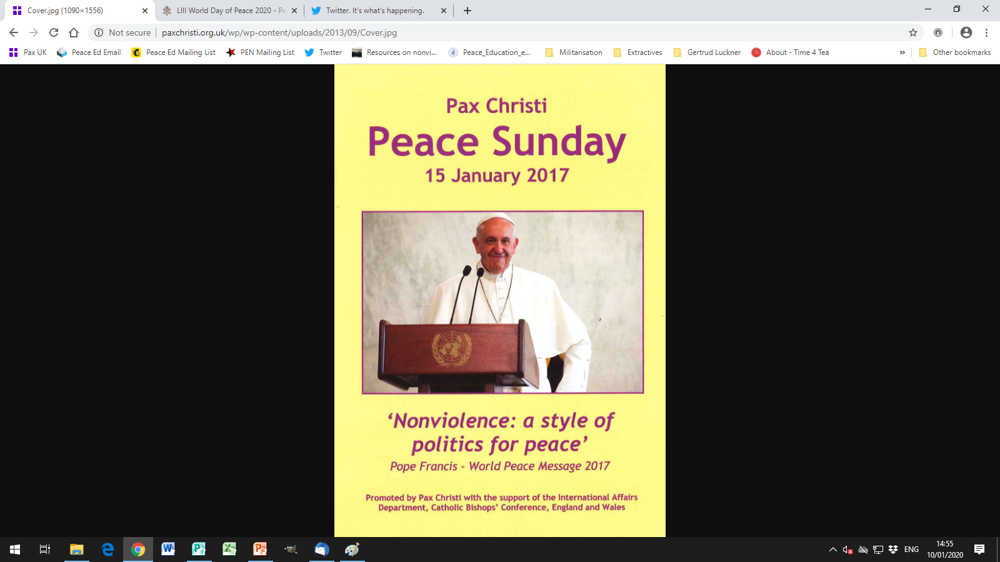 Cover.jpg (1090×1556)
LIII World Day of Peace 2020 - Pe
Twitter. It's what's happening.
Not secure | paxchristi.org.uk/wp/wp-content/uploads/2013/09/Cover.jpg
Pax UK
Peace Ed Email
Peace Ed Mailing List
PEN Mailing List
Twitter
Resources on nonvi...
Peace_Education_e...
Militarisation
Extractives
Gertrud Luckner
About - Time 4 Tea
»
Other bookmarks
Pax Christi
Peace Sunday
15 January 2017
‘Nonviolence: a style of
politics for peace’
Pope Francis - World Peace Message 2017
Promoted by Pax Christi with the support of the International Affairs
Department, Catholic Bishops’ Conference, England and Wales
ENG
14:55
10/01/2020